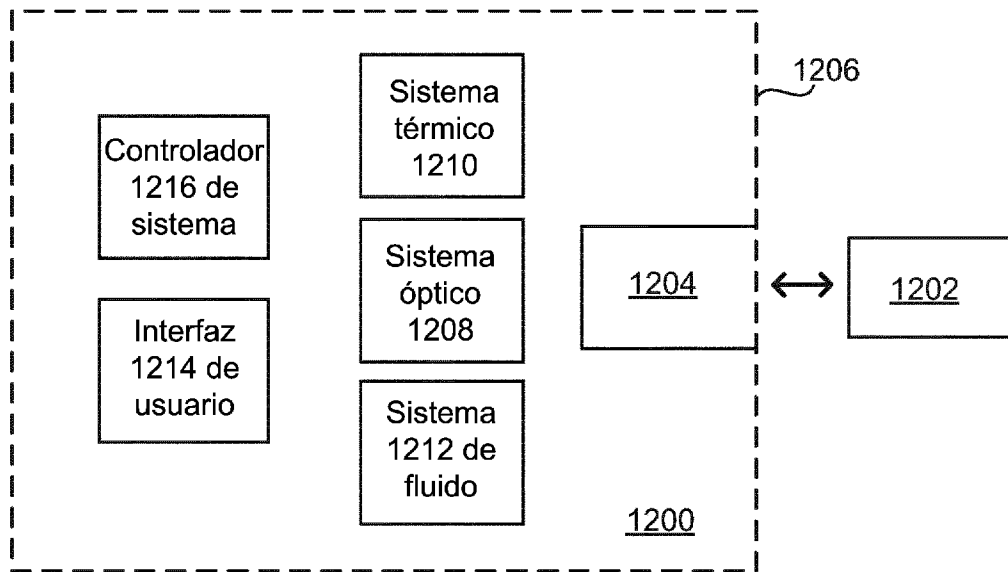 Controlador
1216 de
sistema
Interfaz
1214 de
usuario
Sistema
térmico
1210
Sistema
óptico
1208
Sistema
1212 de
fluido
1204
1200
1206
1202